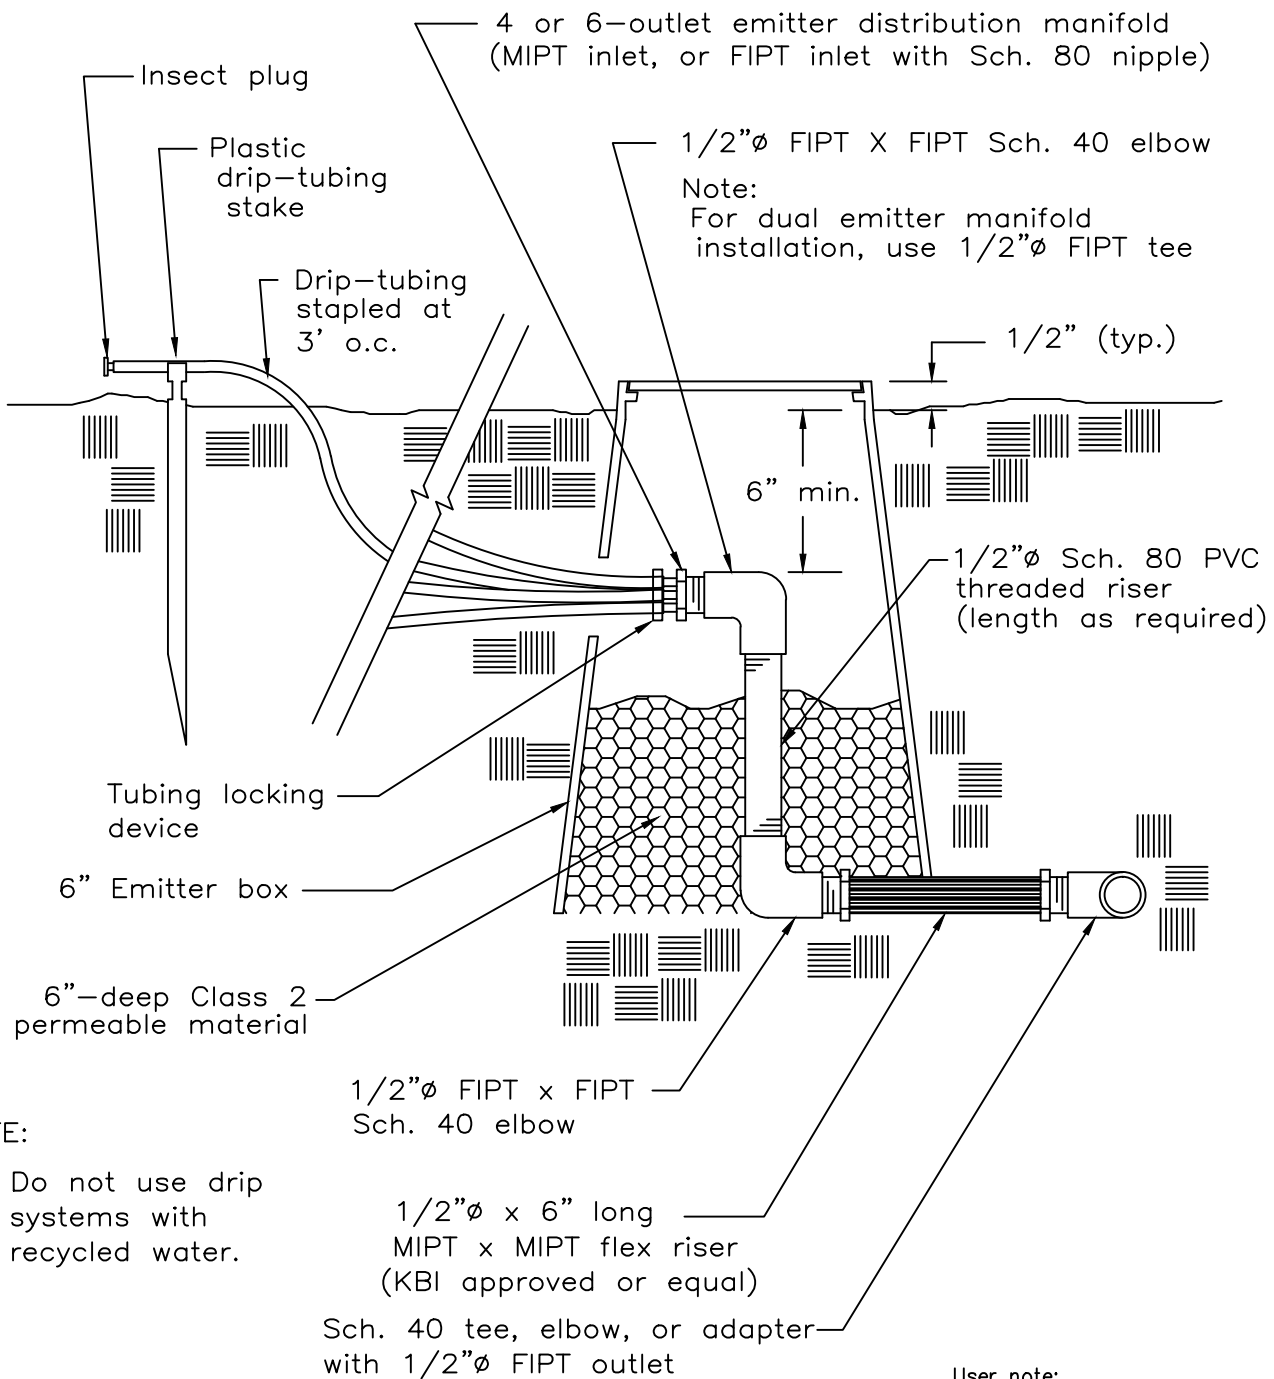 4 or 6-outlet emitter distribution manifold
(MIPT inlet, or FIPT inlet with Sch. 80 nipple)
Insect plug
Plastic
drip-tubing
stake
1/2"ø FIPT X FIPT Sch. 40 elbow
Note:
For dual emitter manifold
installation, use 1/2"ø FIPT tee
Drip-tubing
stapled at
3' o.c.
1/2" (typ.)
6" min.
1/2"ø Sch. 80 PVC
threaded riser
(length as required)
Tubing locking
device
6" Emitter box
6"-deep Class 2
permeable material
1/2"ø FIPT x FIPT
Sch. 40 elbow
TE:
Do not use drip
systems with
recycled water.
1/2"ø x 6" long
MIPT x MIPT flex riser
(KBI approved or equal)
Sch. 40 tee, elbow, or adapter
with 1/2"ø FIPT outlet
User note: